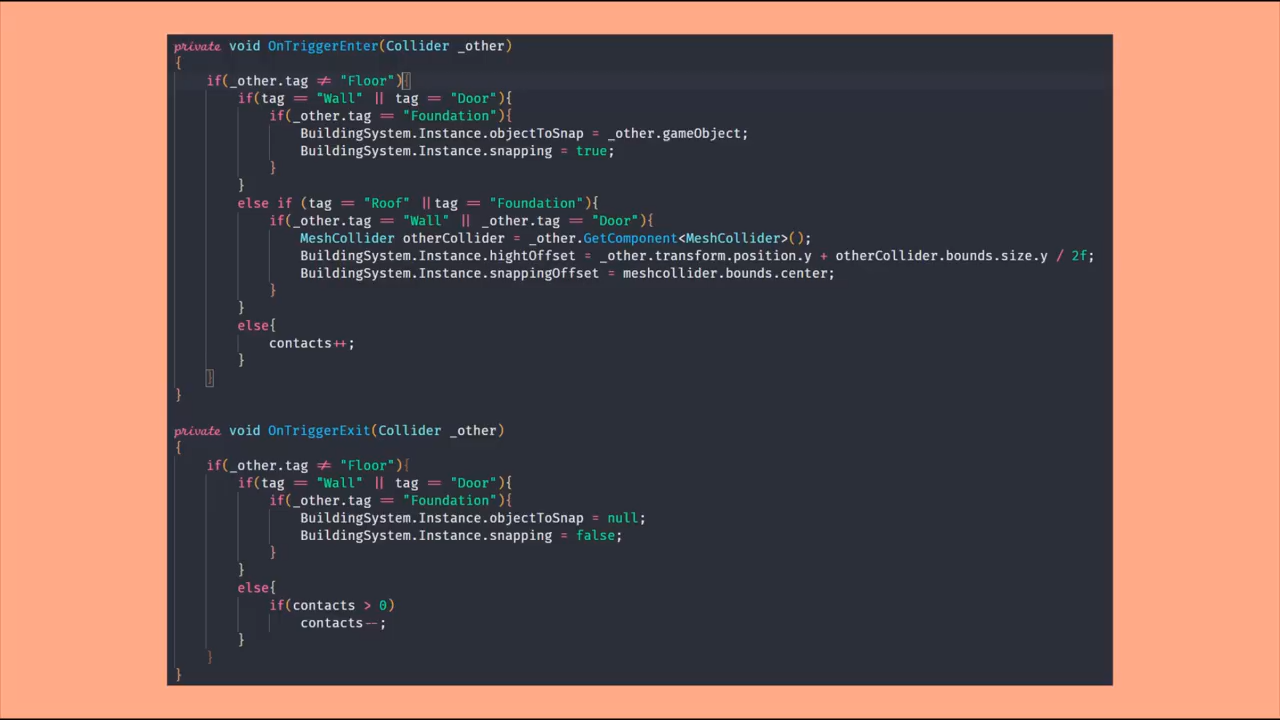 private void OnTriggerEnter(Collider _other)
{
if(_other.tag ≠ "Floor"){
if(tag == "Wall" || tag == "Door"){
if(_other.tag == "Foundation"){
BuildingSystem.Instance.objectToSnap = _other.gameObject;
BuildingSystem.Instance.snapping = true;
}
}
else if (tag == "Roof" ||tag == "Foundation"){
if(_other.tag == "Wall" || _other.tag == "Door"){
MeshCollider otherCollider = _other.GetComponent<MeshCollider>();
BuildingSystem.Instance.hightOffset = _other.transform.position.y + otherCollider.bounds.size.y / 2f;
BuildingSystem.Instance.snappingOffset = meshcollider.bounds.center;
}
}
else{
contacts++;
}
}
}
private void OnTriggerExit(Collider _other)
{
if(_other.tag ≠ "Floor"){
if(tag == "Wall" || tag == "Door"){
if(_other.tag == "Foundation"){
BuildingSystem.Instance.objectToSnap = null;
BuildingSystem.Instance.snapping = false;
}
}
else{
if(contacts > 0)
contacts--;
}
}
}